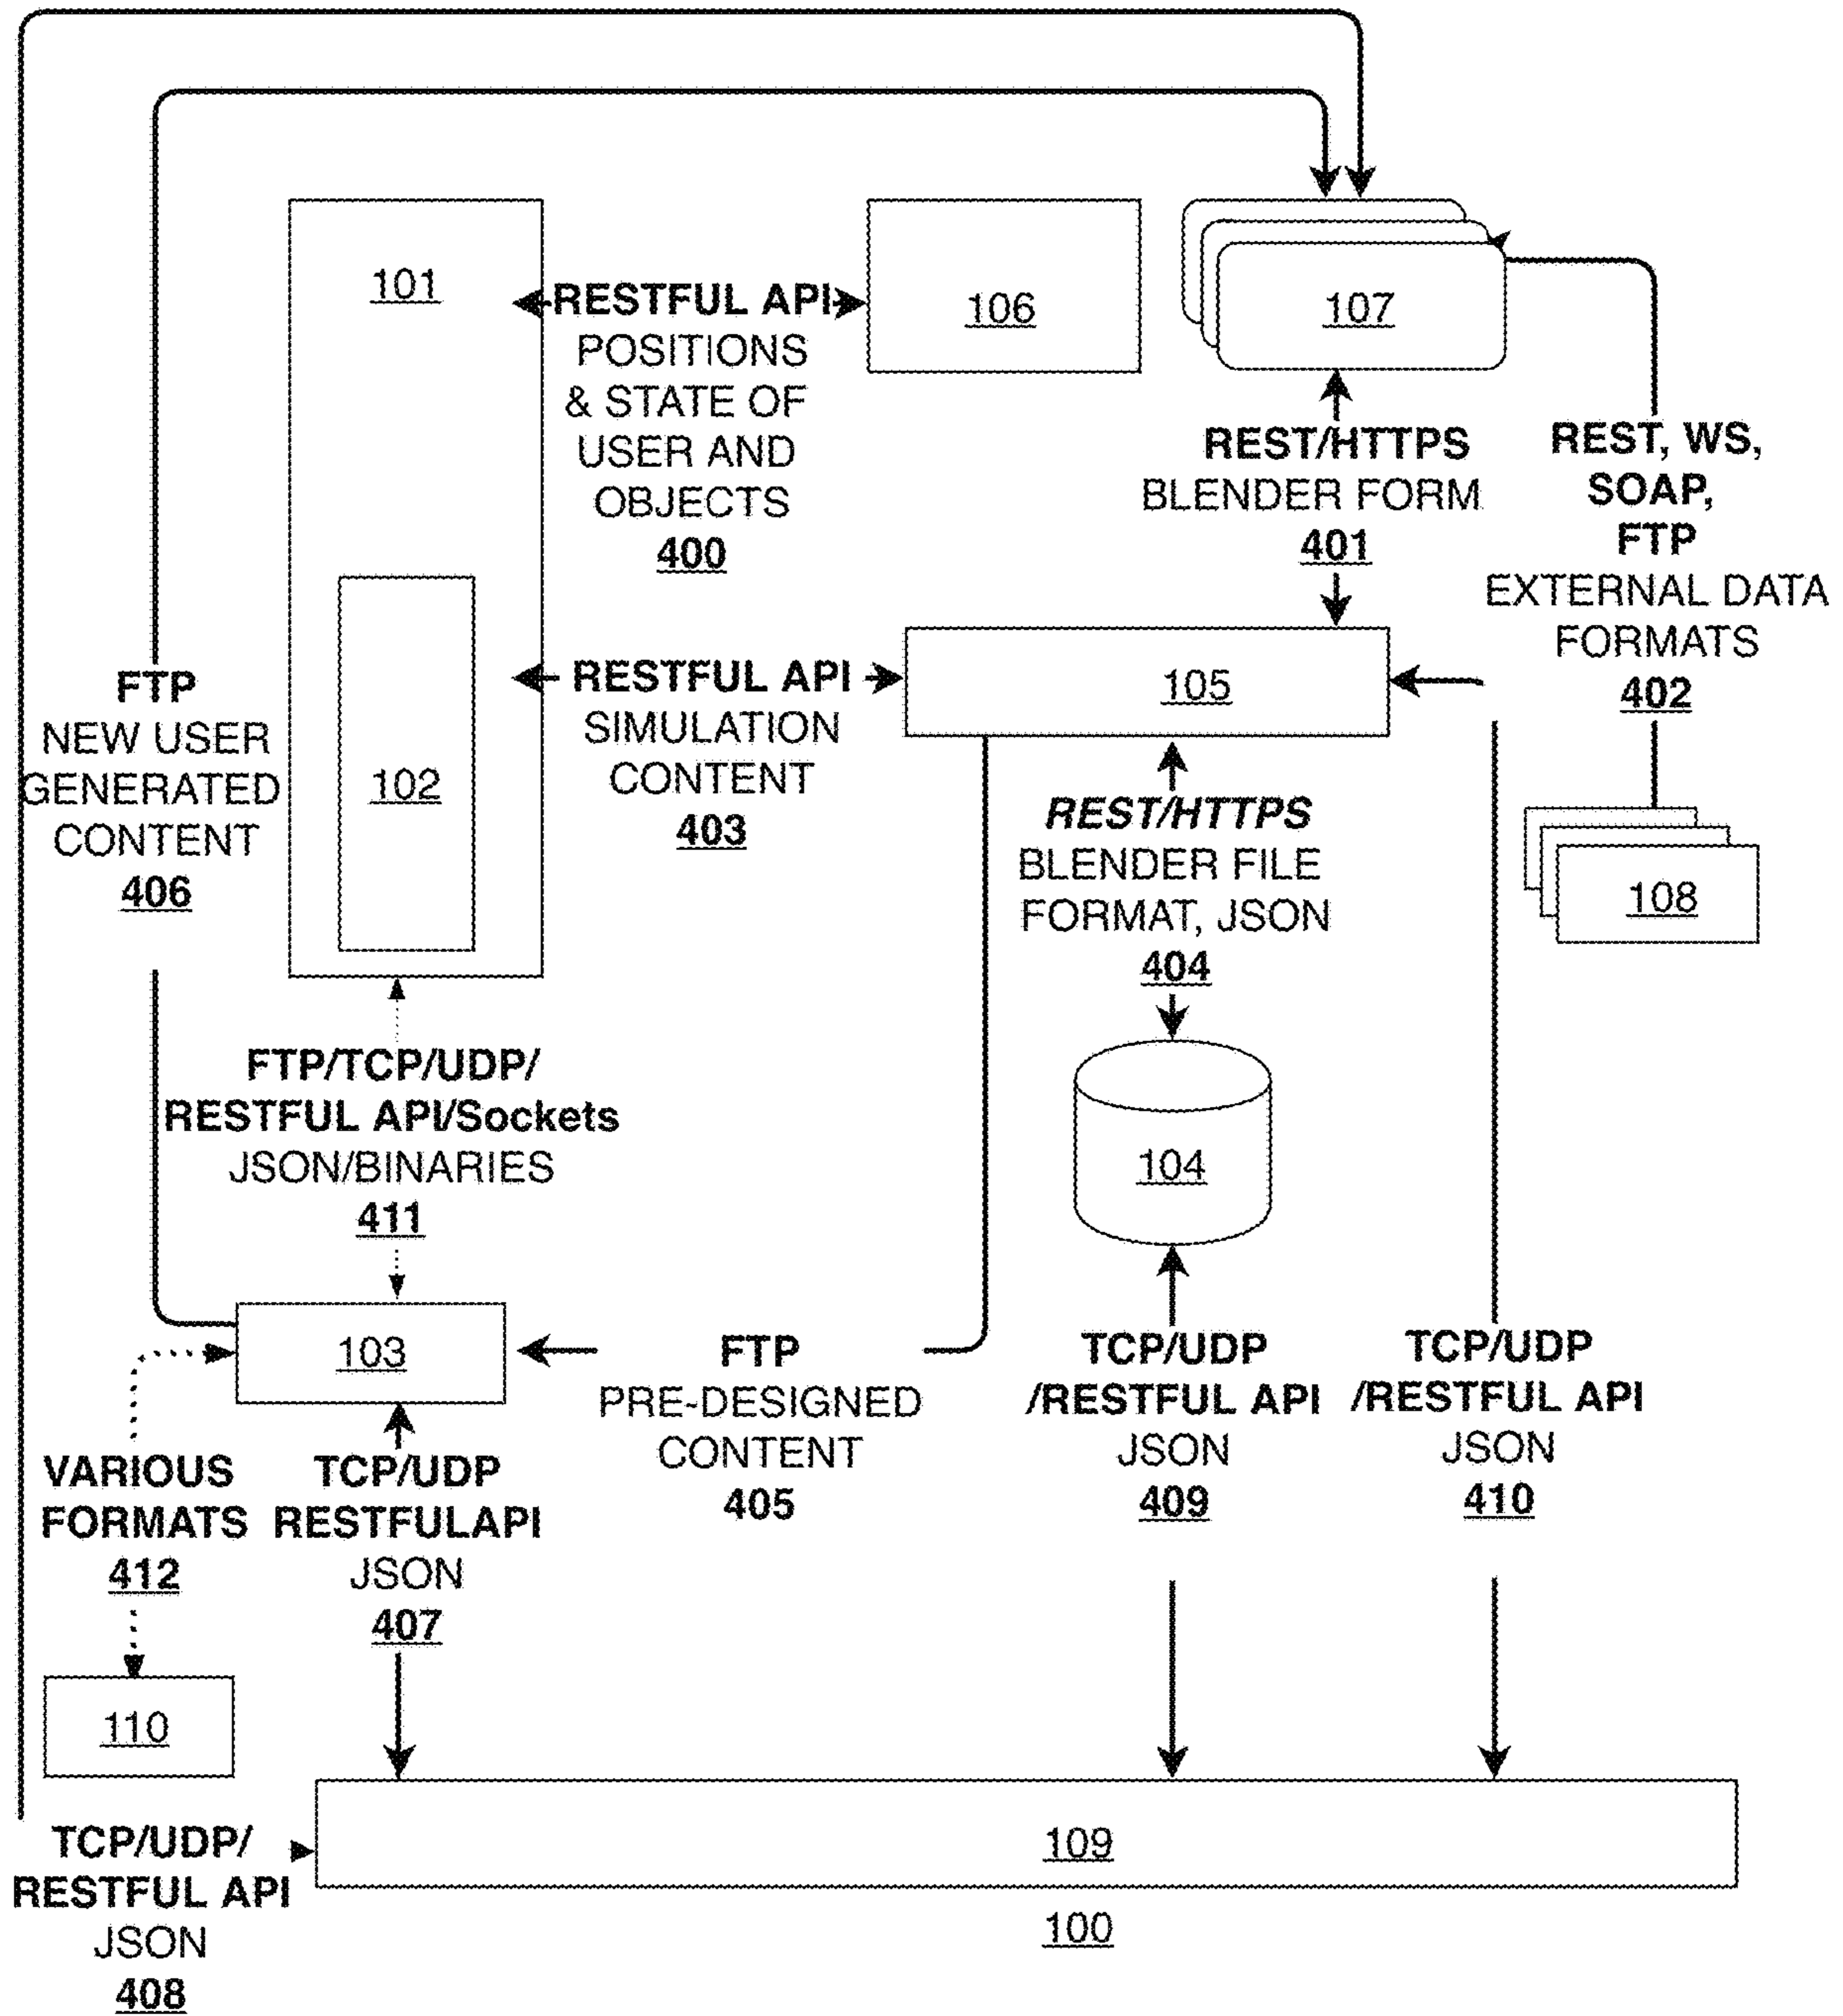 101
RESTFUL API
POSITIONS
& STATE OF
USER AND
OBJECTS
400
106
107
REST/HTTPS
BLENDER FORM
401
REST, WS,
SOAP,
FTP
EXTERNAL DATA
FORMATS
402
FTP
NEW USER
GENERATED
CONTENT
406
102
RESTFUL API
SIMULATION
CONTENT
403
105
REST/HTTPS
BLENDER FILE
FORMAT, JSON
404
108
FTP/TCP/UDP/
RESTFUL API/Sockets
JSON/BINARIES
411
104
103
FTP
PRE-DESIGNED
CONTENT
405
TCP/UDP
/RESTFUL API
JSON
409
TCP/UDP
/RESTFUL API
JSON
410
VARIOUS
FORMATS
412
TCP/UDP
RESTFULAPI
JSON
407
110
TCP/UDP/
RESTFUL API
JSON
408
109
100